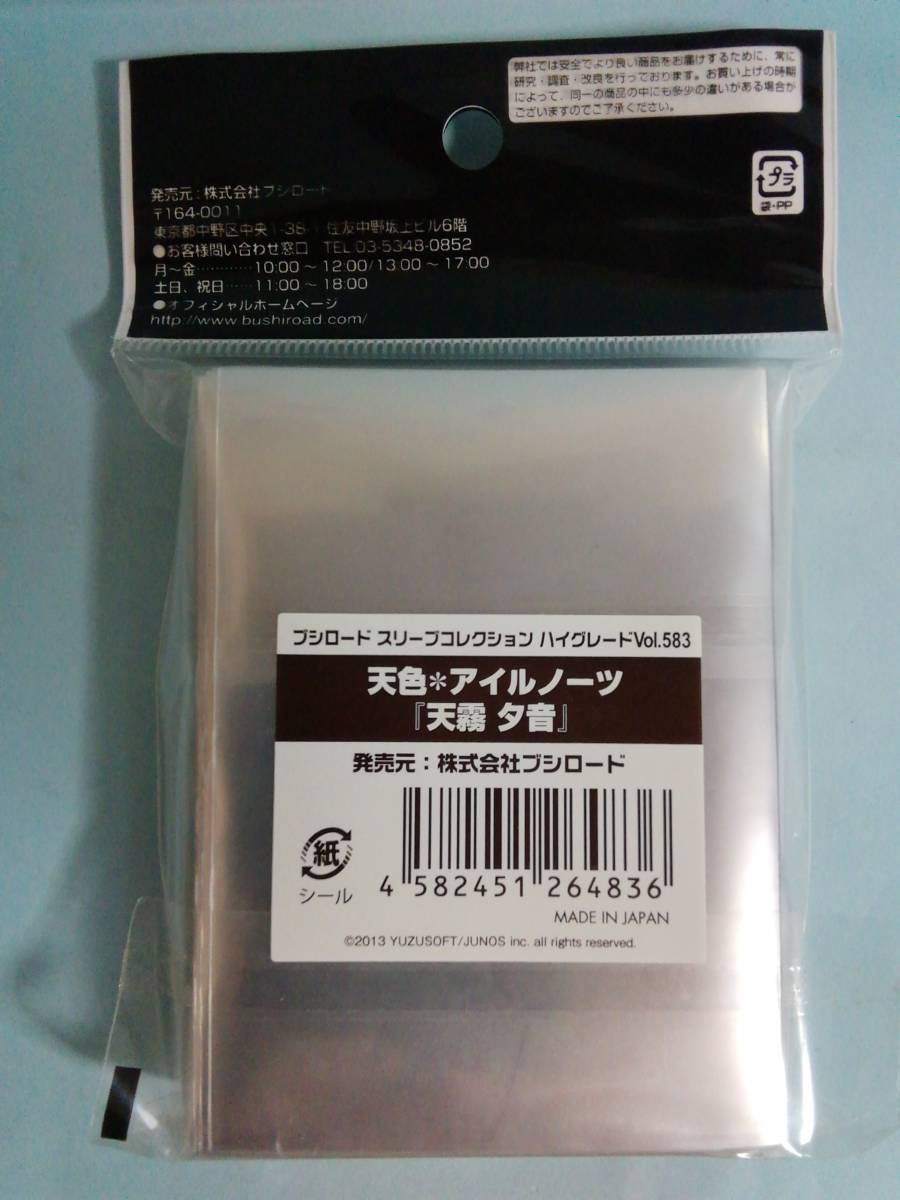 弊社では安全でより良い商品をお届けするために、常に
研究・調査・改良を行っております。お買い上げの時期
によって、同一の商品の中にも多少の違いがある場合が
ございますのでご了承ください。
プラ
袋・PP
発売元:株式会社ブシロード
〒164-0011
東京都中野区中央1-38-1 住友中野坂上ビル6階
●お客様問い合わせ窓口 TEL:03-5348-0852
月~金…………10:00 ~ 12:00/13:00 ~ 17:00
土日、祝日……11:00 ~ 18:00
●オフィシャルホームページ
http://www.bushiroad.com/
ブシロード スリーブコレクション ハイグレードVol.583
天色*アイルノーツ
『天霧 夕音』
発売元:株式会社ブシロード
紙
シール
4 582451 264836
MADE IN JAPAN
©2013 YUZUSOFT/JUNOS inc. all rights reserved.